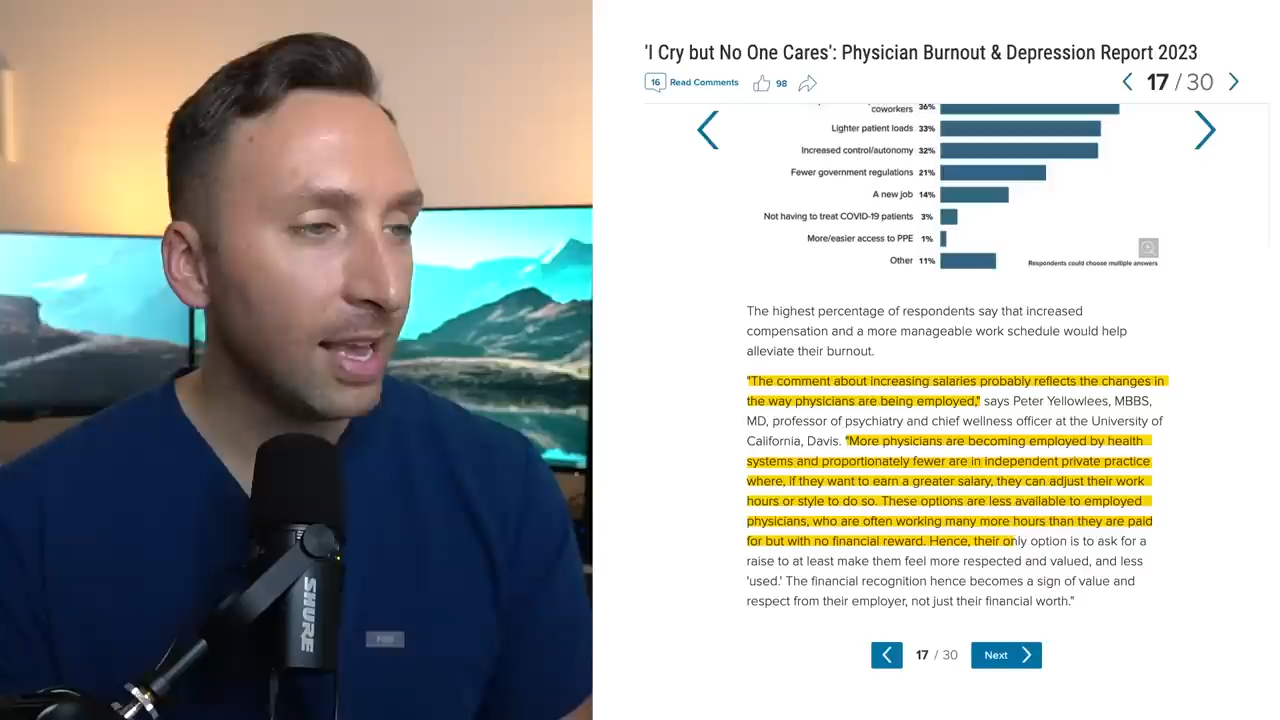 'I Cry but No One Cares': Physician Burnout & Depression Report 2023
16 Read Comments 98
17 / 30
coworkers 36%
Lighter patient loads 33%
Increased control/autonomy 32%
Fewer government regulations 21%
A new job 14%
Not having to treat COVID-19 patients 3%
More/easier access to PPE 1%
Other 11%
Respondents could choose multiple answers
The highest percentage of respondents say that increased
compensation and a more manageable work schedule would help
alleviate their burnout.
"The comment about increasing salaries probably reflects the changes in
the way physicians are being employed," says Peter Yellowlees, MBBS,
MD, professor of psychiatry and chief wellness officer at the University of
California, Davis. "More physicians are becoming employed by health
systems and proportionately fewer are in independent private practice
where, if they want to earn a greater salary, they can adjust their work
hours or style to do so. These options are less available to employed
physicians, who are often working many more hours than they are paid
for but with no financial reward. Hence, their only option is to ask for a
raise to at least make them feel more respected and valued, and less
'used.' The financial recognition hence becomes a sign of value and
respect from their employer, not just their financial worth."
17 / 30 Next
SHURE